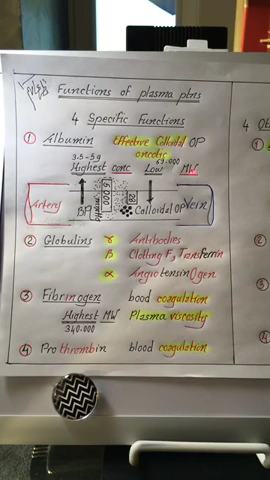 Functions of plasma ptns
4 Specific Functions
① Albumin Effective Colloidal OP
oncotic
3.5-5g 69.000
Highest conc Low MW
Artery BP Colloidal OP Vein
② Globulins γ Antibodies
β Clotting F, Transferrin
α AngiotensinOgen
③ Fibrinogen bood coagulation
Highest MW Plasma viscosity
340.000
④ Prothrombin blood coagulation
4